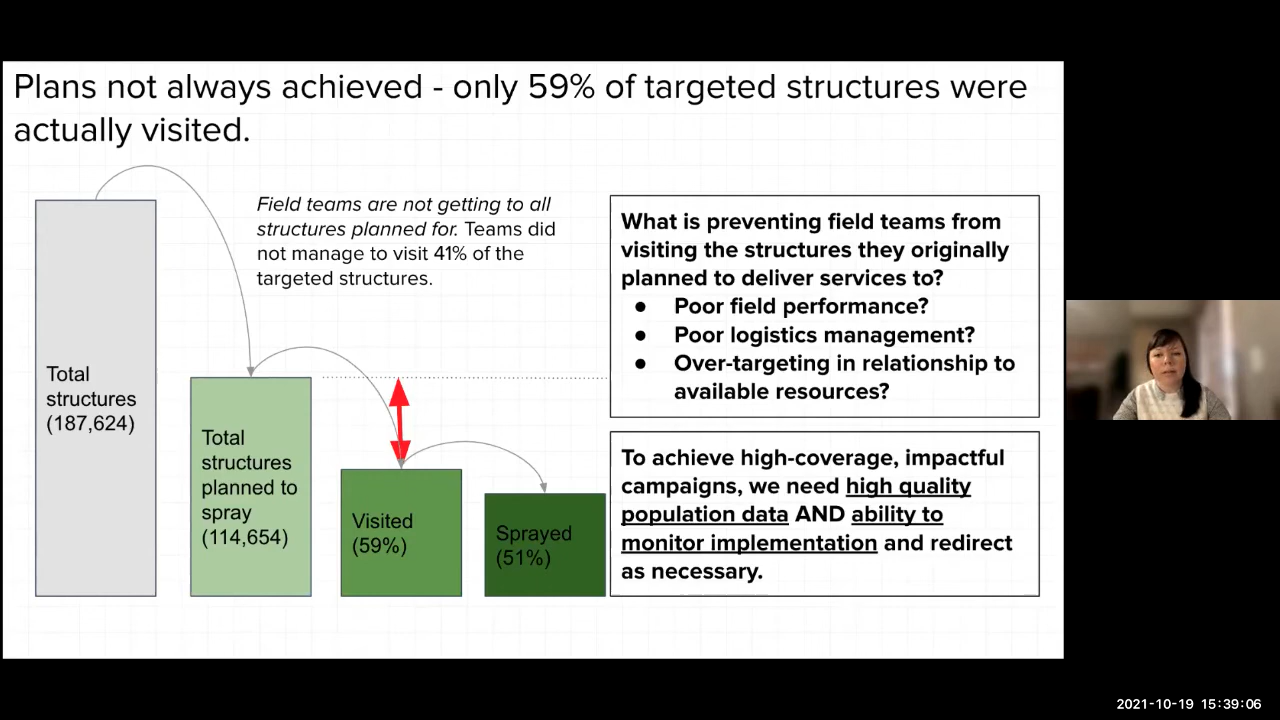 Plans not always achieved - only 59% of targeted structures were
actually visited.
Field teams are not getting to all
structures planned for. Teams did
not manage to visit 41% of the
targeted structures.
Total
structures
(187,624)
Total
structures
planned to
spray
(114,654)
Visited
(59%)
Sprayed
(51%)
What is preventing field teams from
visiting the structures they originally
planned to deliver services to?
● Poor field performance?
● Poor logistics management?
● Over-targeting in relationship to
available resources?
To achieve high-coverage, impactful
campaigns, we need high quality
population data AND ability to
monitor implementation and redirect
as necessary.
2021-10-19 15:39:06